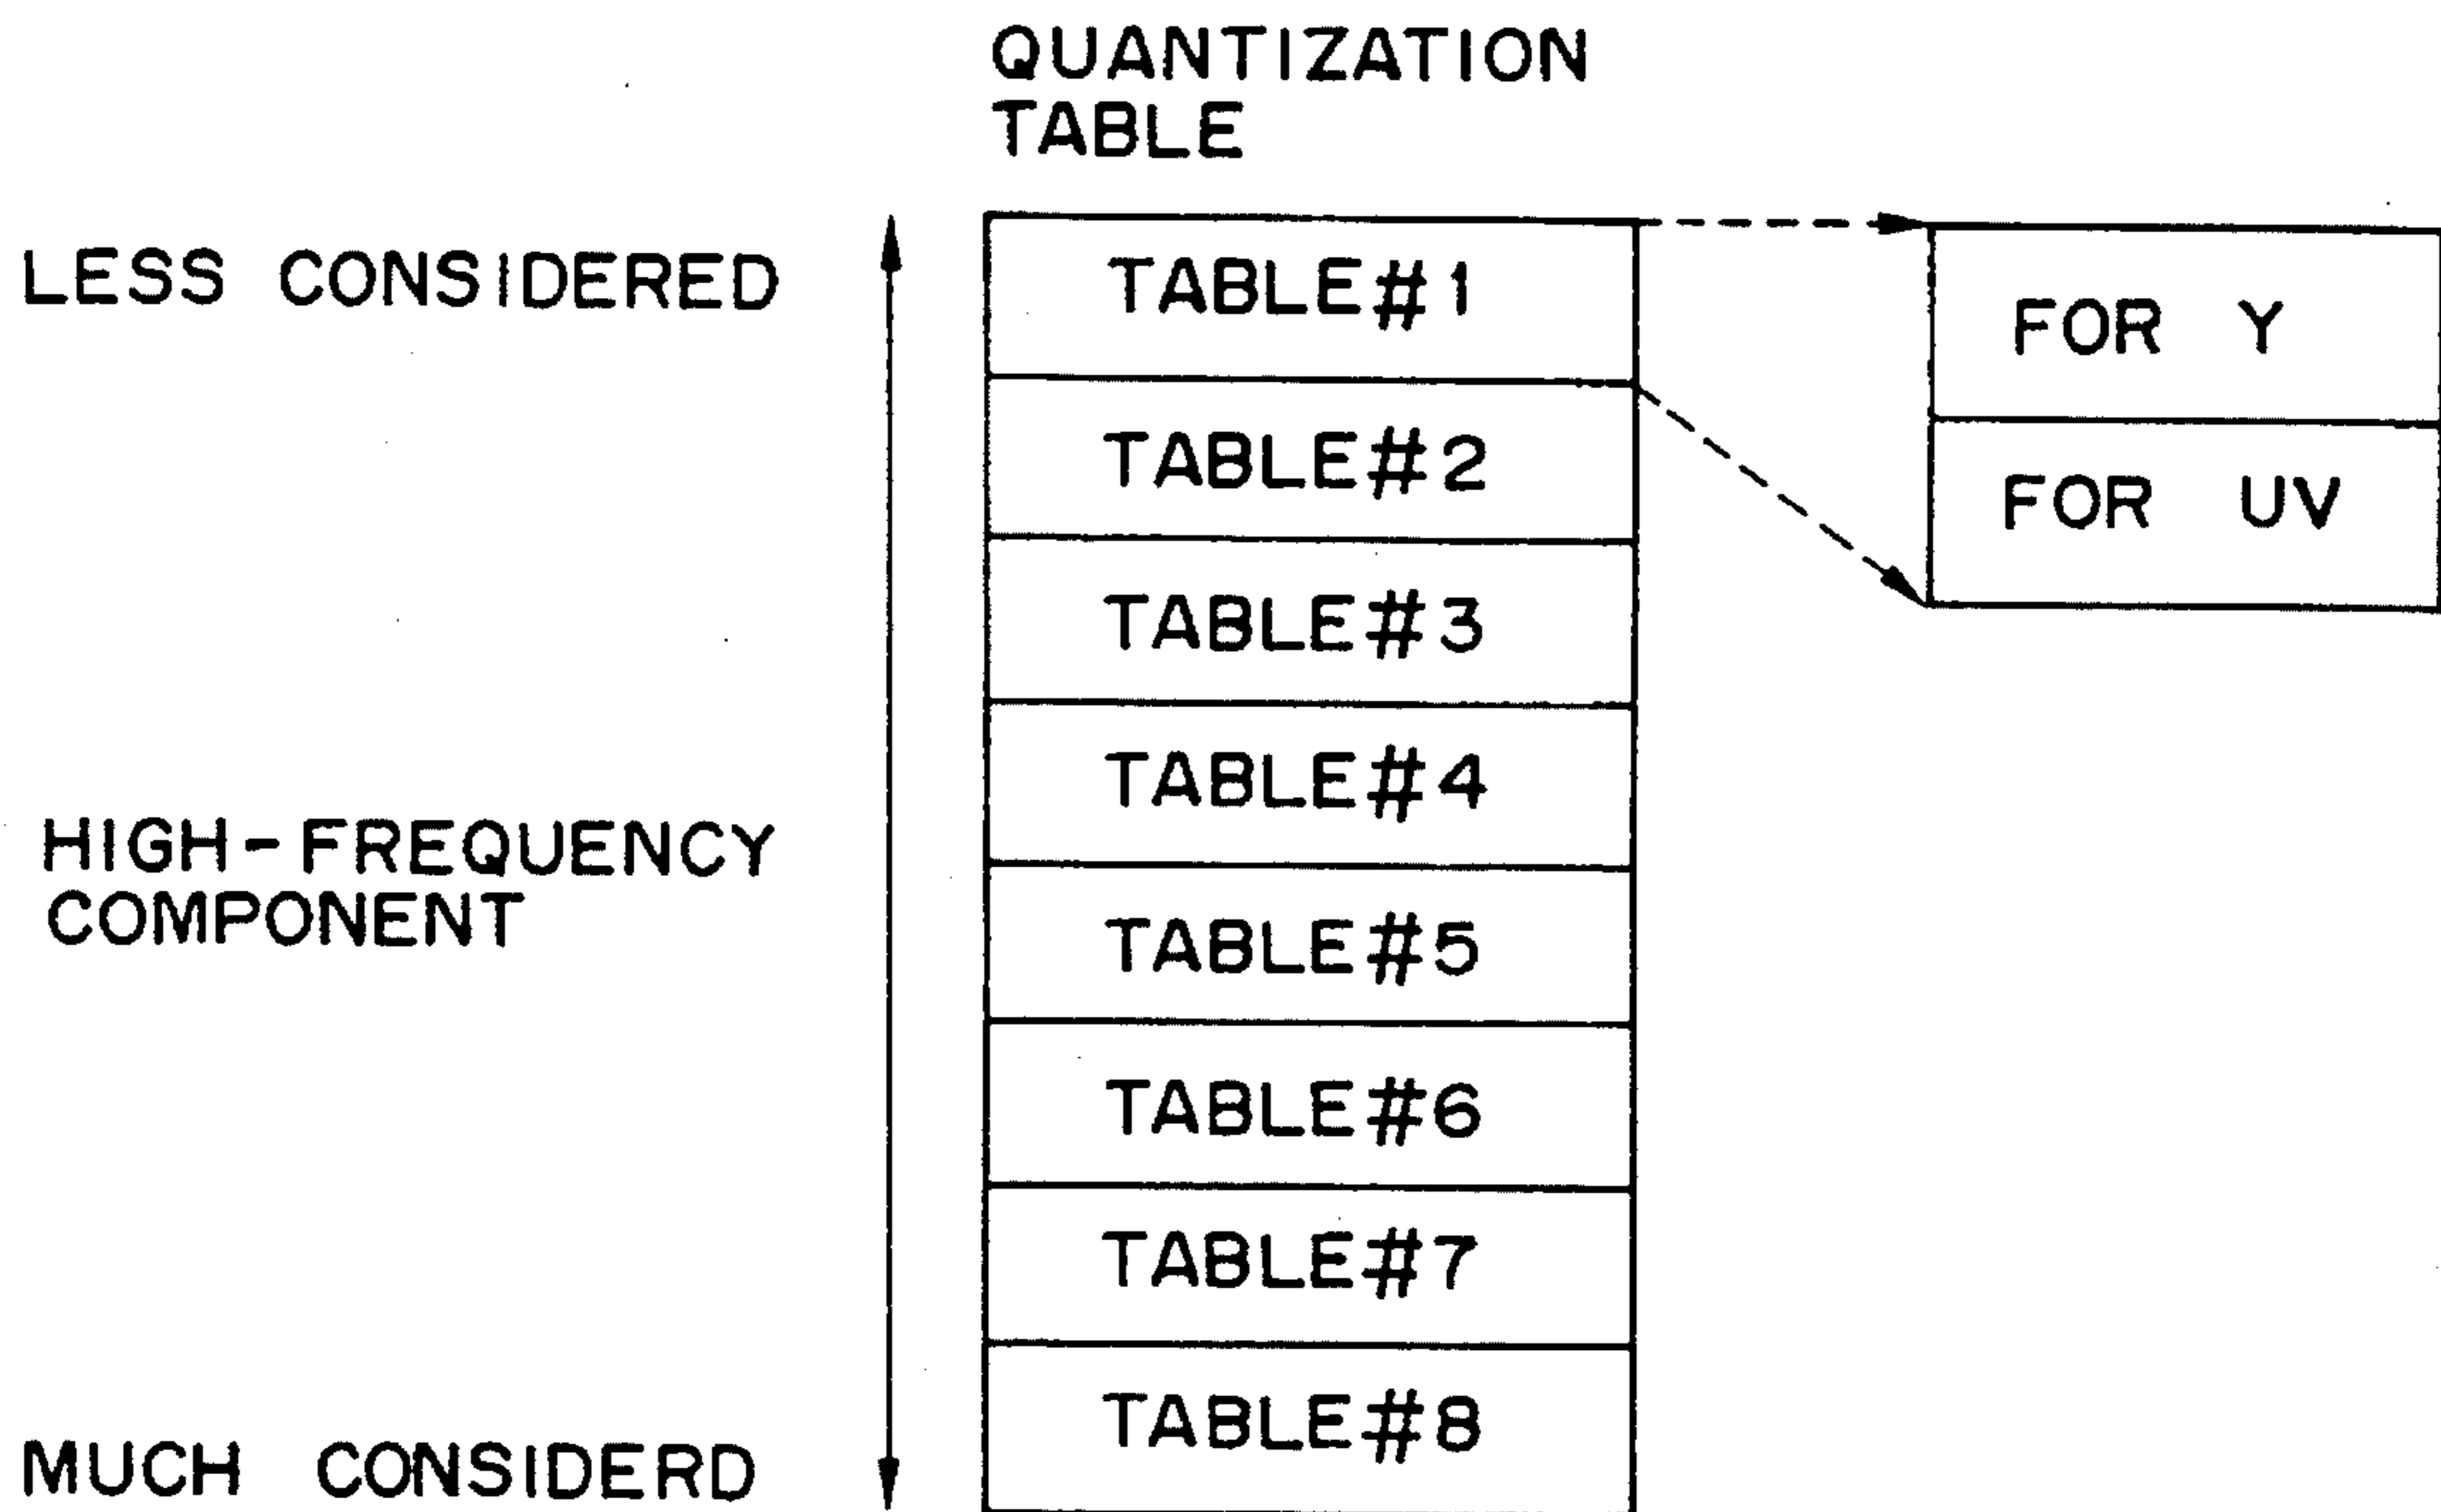 QUANTIZATION
TABLE
LESS CONSIDERED
TABLE#1
FOR Y
TABLE#2
FOR UV
TABLE#3
TABLE#4
HIGH-FREQUENCY
COMPONENT
TABLE#5
TABLE#6
TABLE#7
TABLE#8
MUCH CONSIDERD